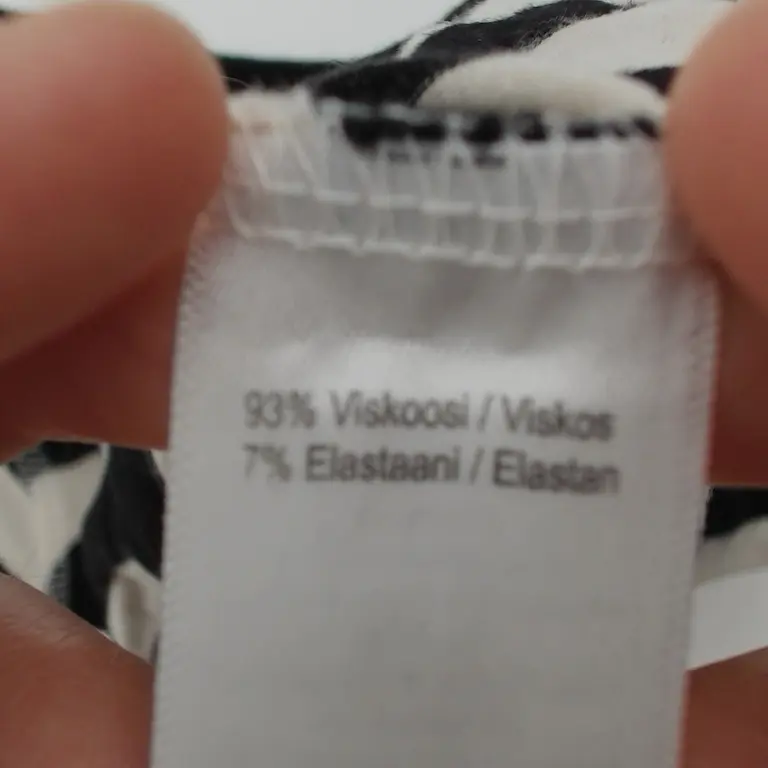 93% Viskoosi / Viskos
7% Elastaani / Elastan